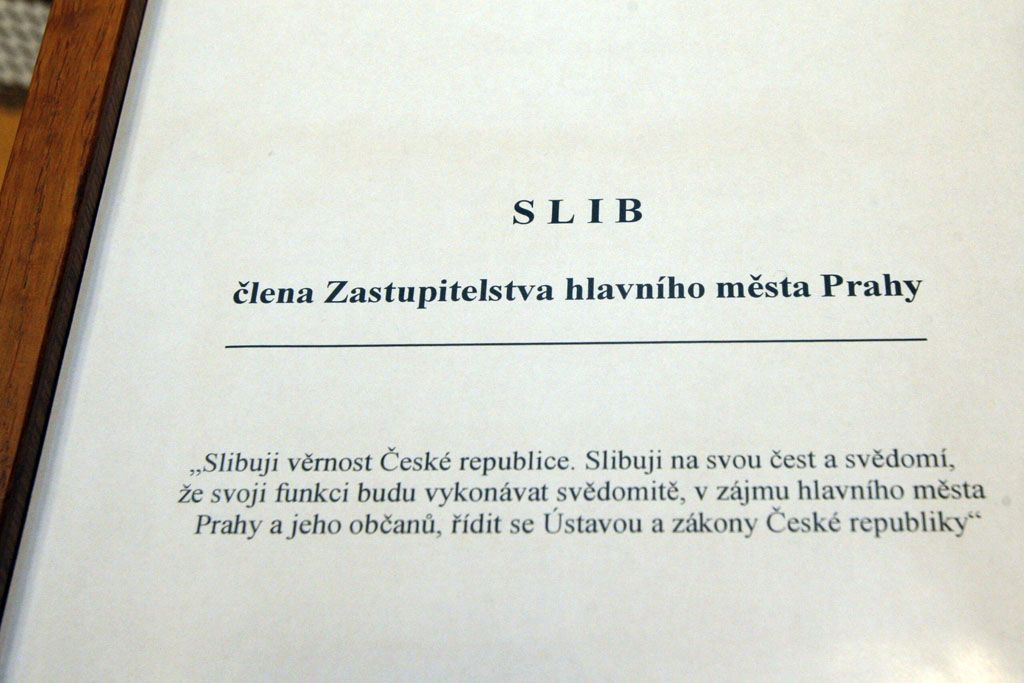 SLIB
člena Zastupitelstva hlavního města Prahy
„Slibuji věrnost České republice. Slibuji na svou čest a svědomí,
že svoji funkci budu vykonávat svědomitě, v zájmu hlavního města
Prahy a jeho občanů, řídit se Ústavou a zákony České republiky“